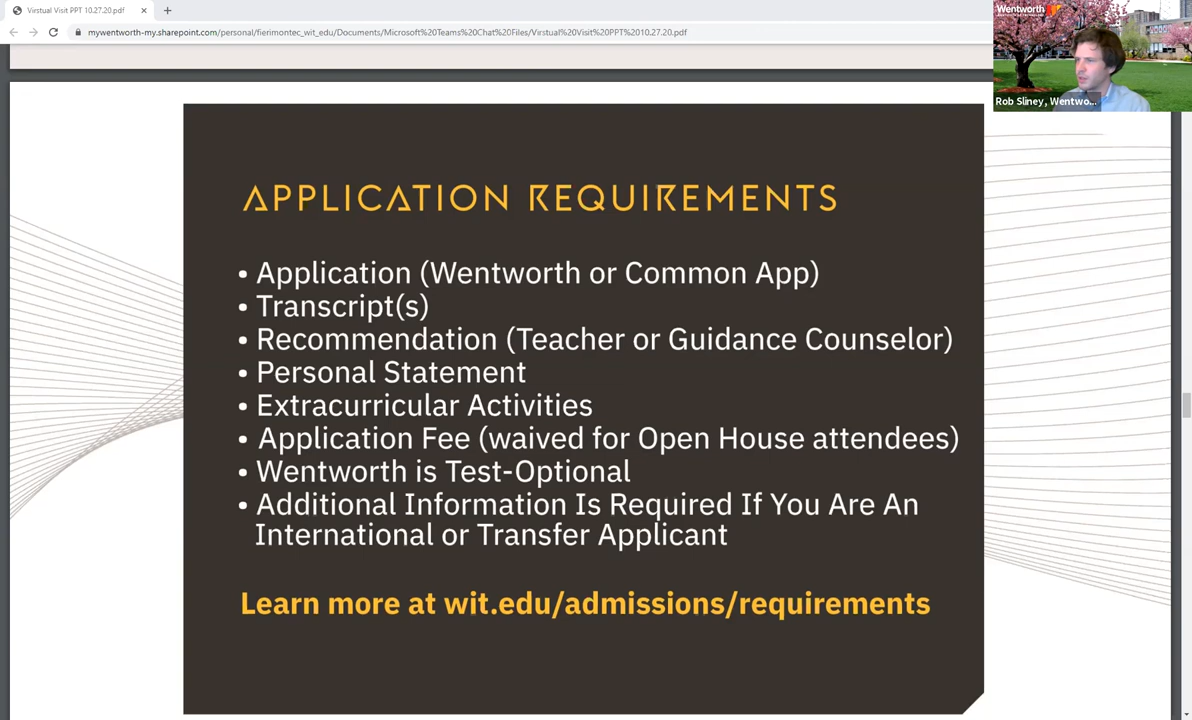 Virstual Visit PPT 10.27.20.pdf
mywentworth-my.sharepoint.com/personal/fierimontec_wit_edu/Documents/Microsoft%20Teams%20Chat%20Files/Virstual%20Visit%20PPT%2010.27.20.pdf
Wentworth
Rob Sliney, Wentwo...
APPLICATION REQUIREMENTS
• Application (Wentworth or Common App)
• Transcript(s)
• Recommendation (Teacher or Guidance Counselor)
• Personal Statement
• Extracurricular Activities
• Application Fee (waived for Open House attendees)
• Wentworth is Test-Optional
• Additional Information Is Required If You Are An
International or Transfer Applicant
Learn more at wit.edu/admissions/requirements